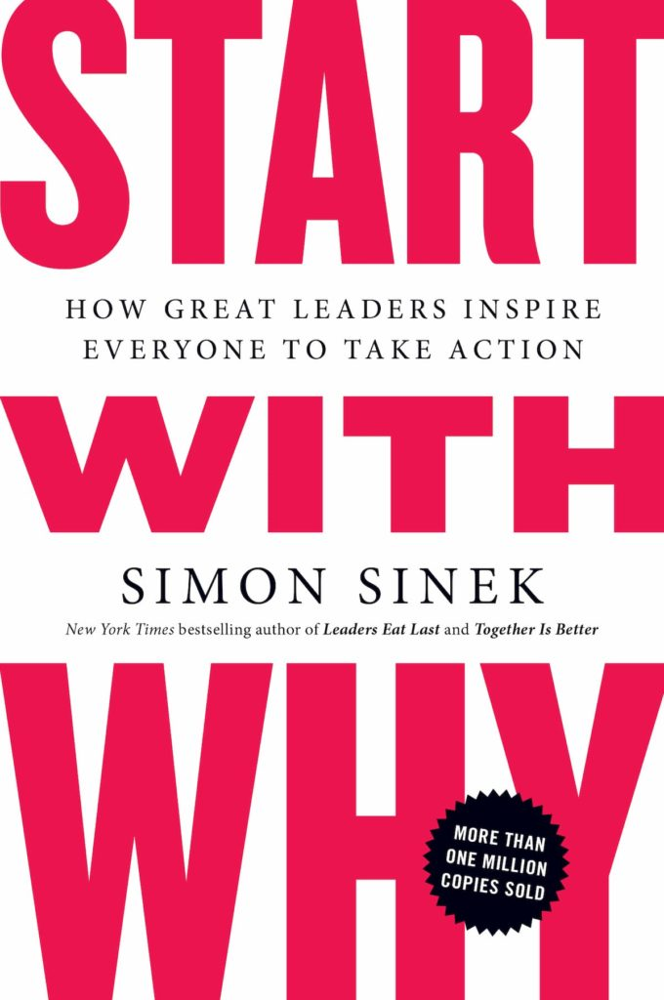 START
HOW GREAT LEADERS INSPIRE
EVERYONE TO TAKE ACTION
WITH
SIMON SINEK
New York Times bestselling author of Leaders Eat Last and Together Is Better
WHY
MORE THAN
ONE MILLION
COPIES SOLD